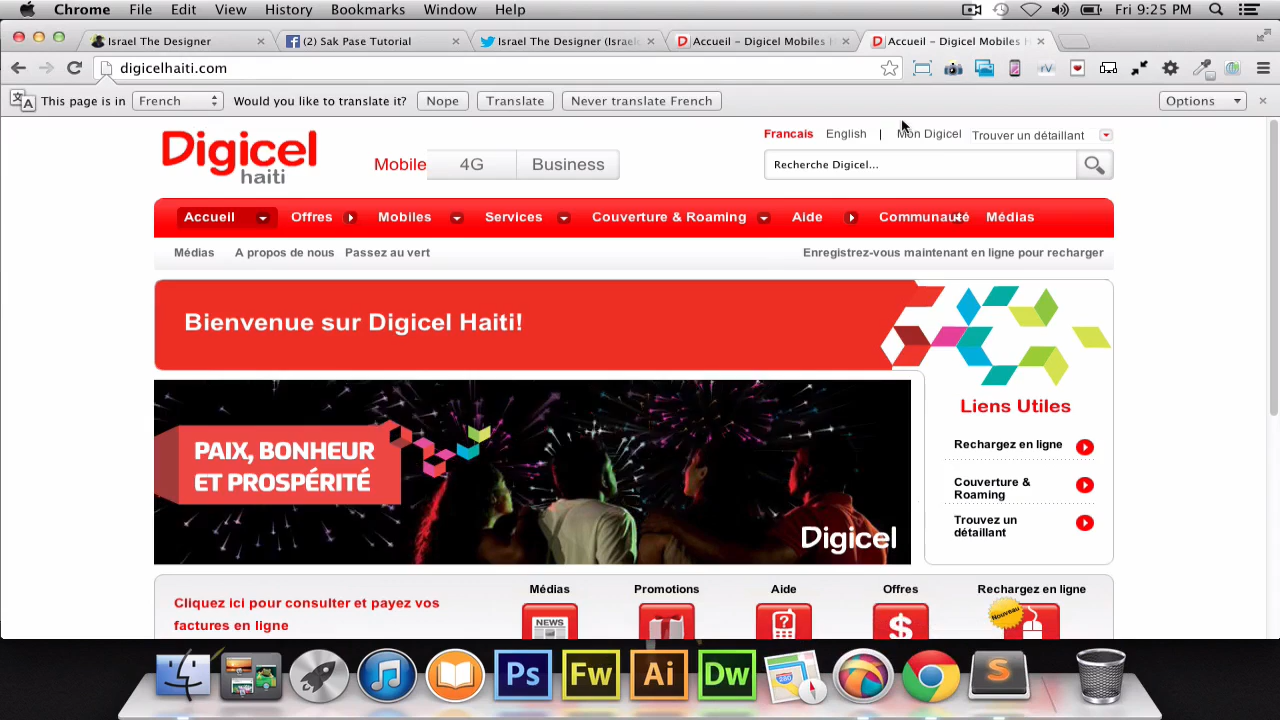 Chrome File Edit View History Bookmarks Window Help Fri 9:25 PM
Israel The Designer
(2) Sak Pase Tutorial
Israel The Designer
Accueil – Digicel Mobiles H
Accueil – Digicel Mobiles H
digicelhaiti.com
This page is in French Would you like to translate it? Nope Translate Never translate French Options
Digicel
haiti
Mobile 4G Business
Francais English | Mon Digicel Trouver un détaillant
Recherche Digicel...
Accueil Offres Mobiles Services Couverture & Roaming Aide Communauté Médias
Médias A propos de nous Passez au vert Enregistrez-vous maintenant en ligne pour recharger
Bienvenue sur Digicel Haiti!
PAIX, BONHEUR
ET PROSPÉRITÉ
Digicel
Liens Utiles
Rechargez en ligne
Couverture &
Roaming
Trouvez un
détaillant
Cliquez ici pour consulter et payez vos
factures en ligne
Médias Promotions Aide Offres Rechargez en ligne
NEWS
?
$
Nouveau
Ps Fw Ai Dw
280
S